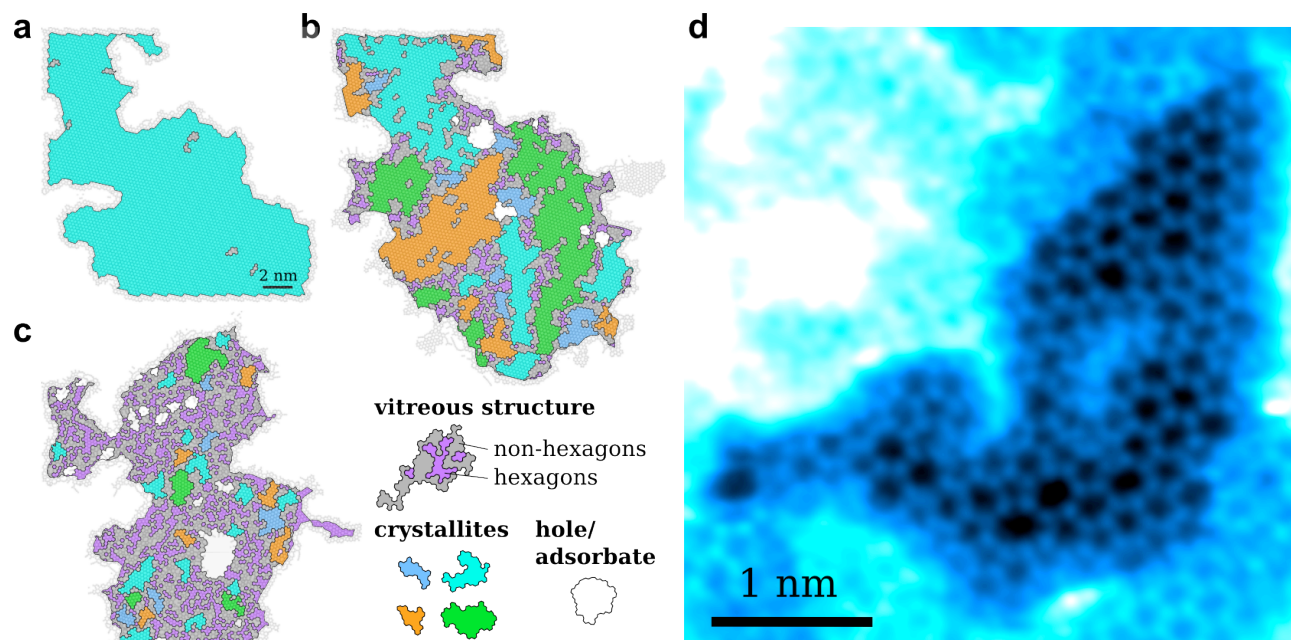 a
b
d
2 nm
c
vitreous structure
non-hexagons
hexagons
crystallites
hole/
adsorbate
1 nm